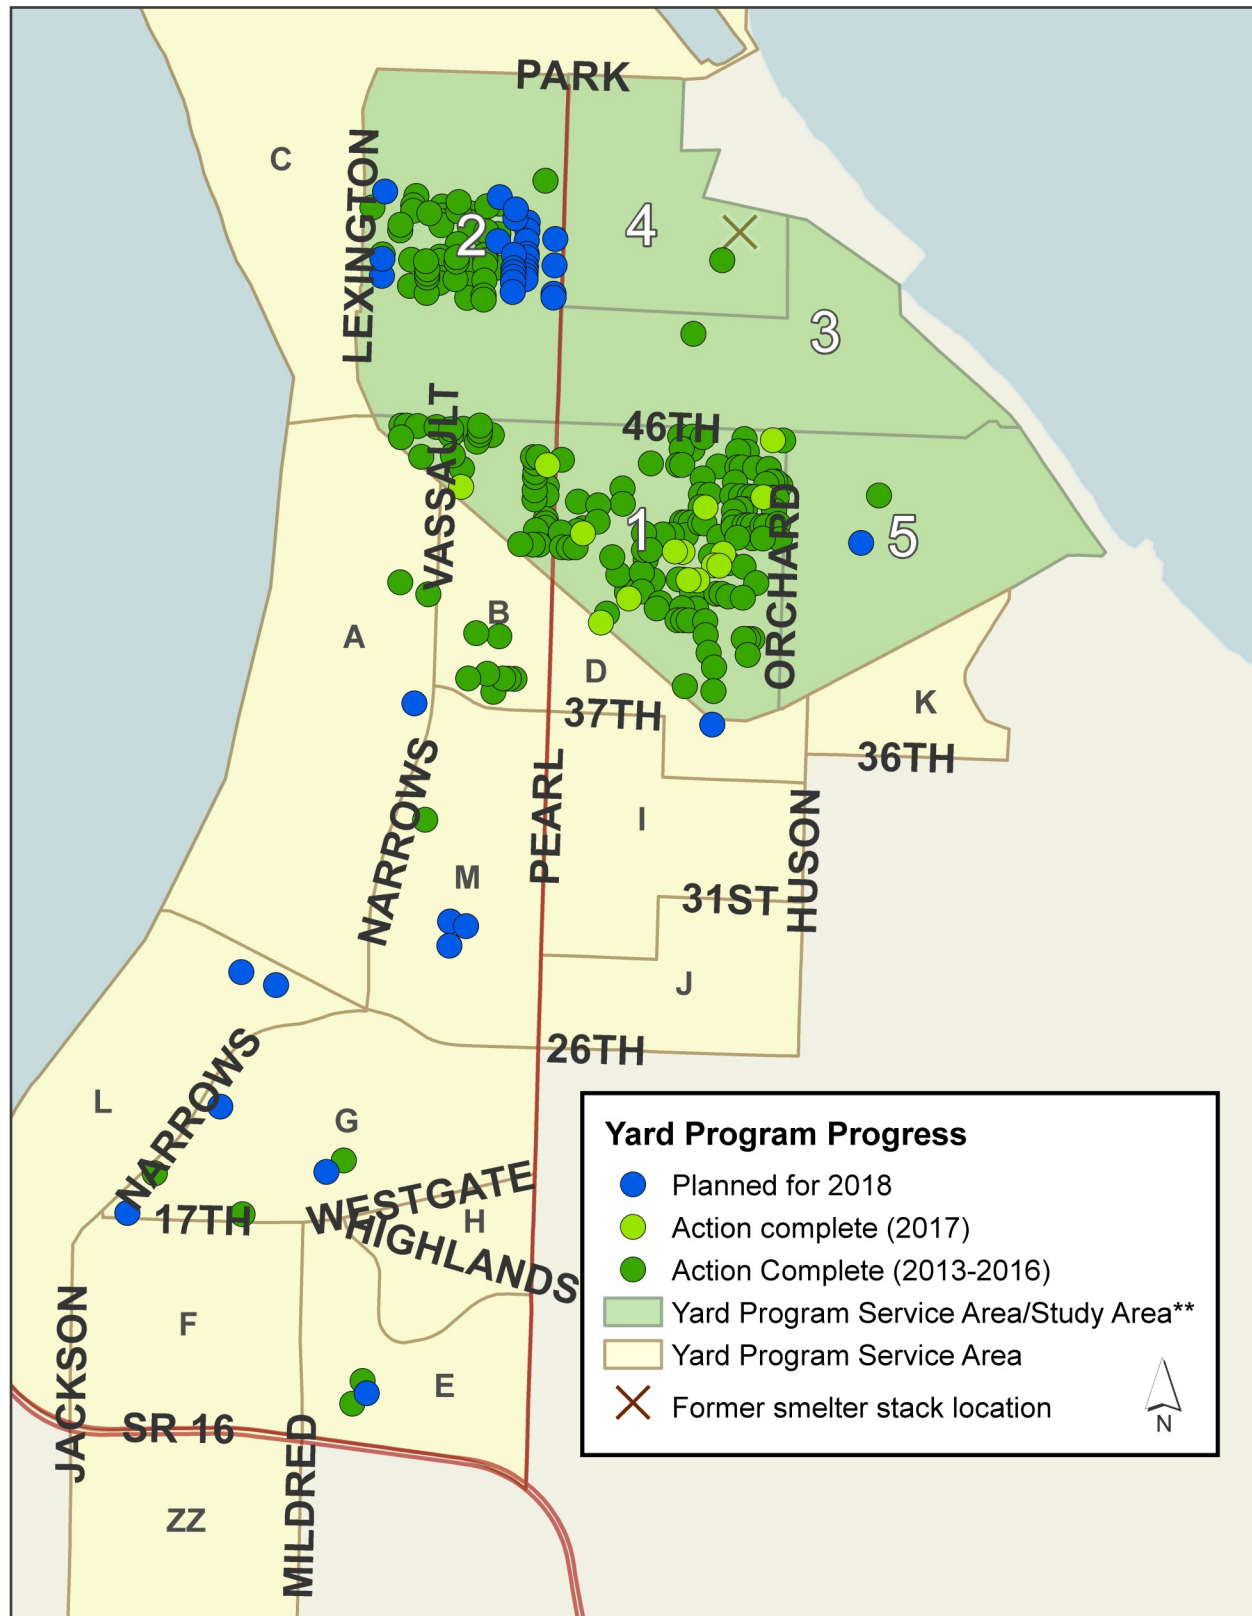 PARK
C
LEXINGTON
2
4
3
VASSAULT
46TH
1
ORCHARD
5
A
B
D
37TH
K
36TH
NARROWS
PEARL
I
HUSON
M
31ST
J
26TH
NARROWS
L
G
WESTGATE
17TH
H
HIGHLANDS
JACKSON
F
E
SR 16
MILDRED
ZZ
Yard Program Progress
Planned for 2018
Action complete (2017)
Action Complete (2013-2016)
Yard Program Service Area/Study Area**
Yard Program Service Area
Former smelter stack location
N